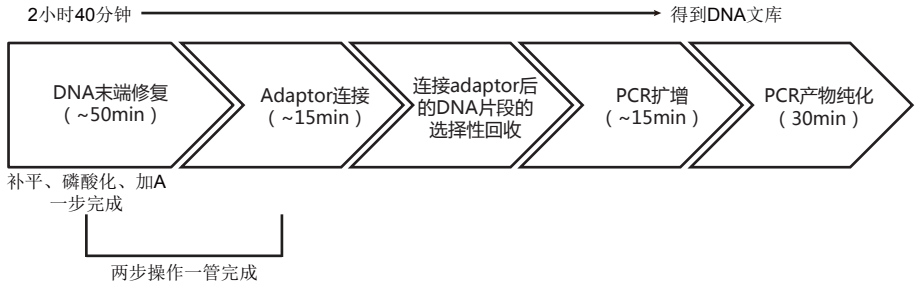 2小时40分钟
得到DNA文库
DNA末端修复
（~50min）
Adaptor连接
（~15min）
连接adaptor后
的DNA片段的
选择性回收
PCR扩增
（~15min）
PCR产物纯化
（30min）
补平、磷酸化、加A
一步完成
两步操作一管完成